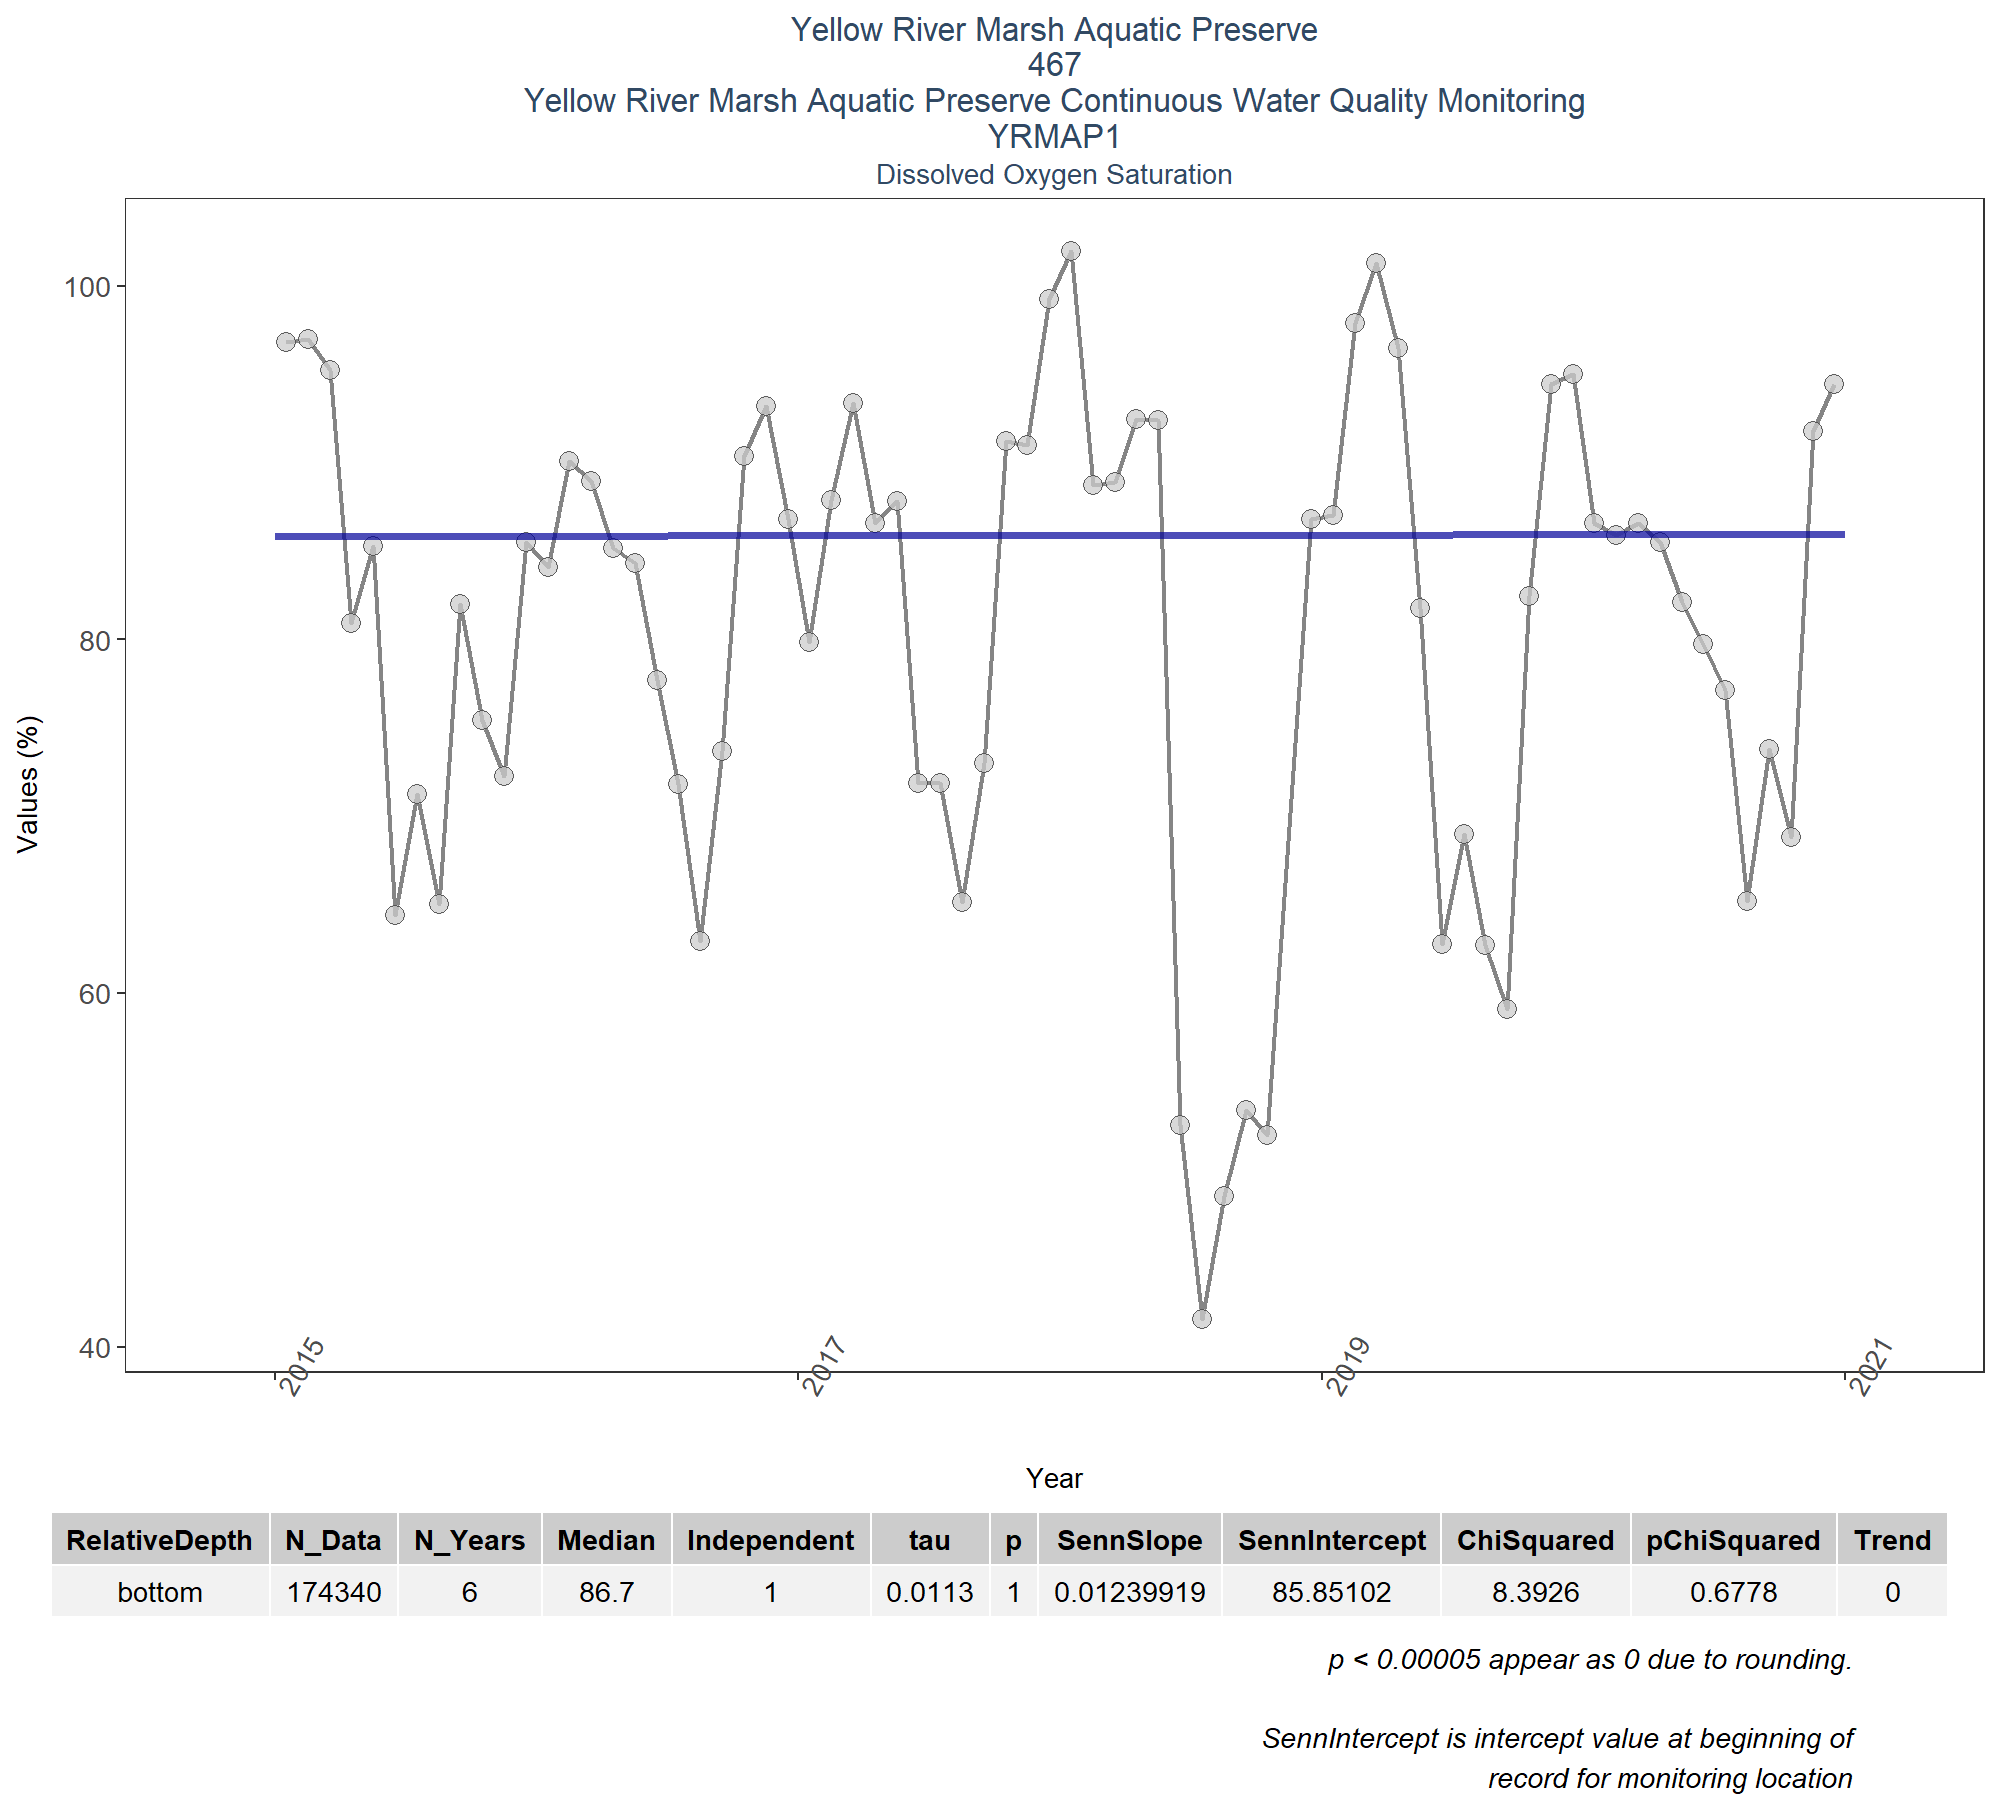 Yellow River Marsh Aquatic Preserve
467
Yellow River Marsh Aquatic Preserve Continuous Water Quality Monitoring
YRMAP1
Dissolved Oxygen Saturation
100
80
60
40
Values (%)
2015 2017 2019 2021
Year
RelativeDepth N_Data N_Years Median Independent tau p SennSlope SennIntercept ChiSquared pChiSquared Trend
bottom 174340 6 86.7 1 0.0113 1 0.01239919 85.85102 8.3926 0.6778 0
p < 0.00005 appear as 0 due to rounding.
SennIntercept is intercept value at beginning of
record for monitoring location